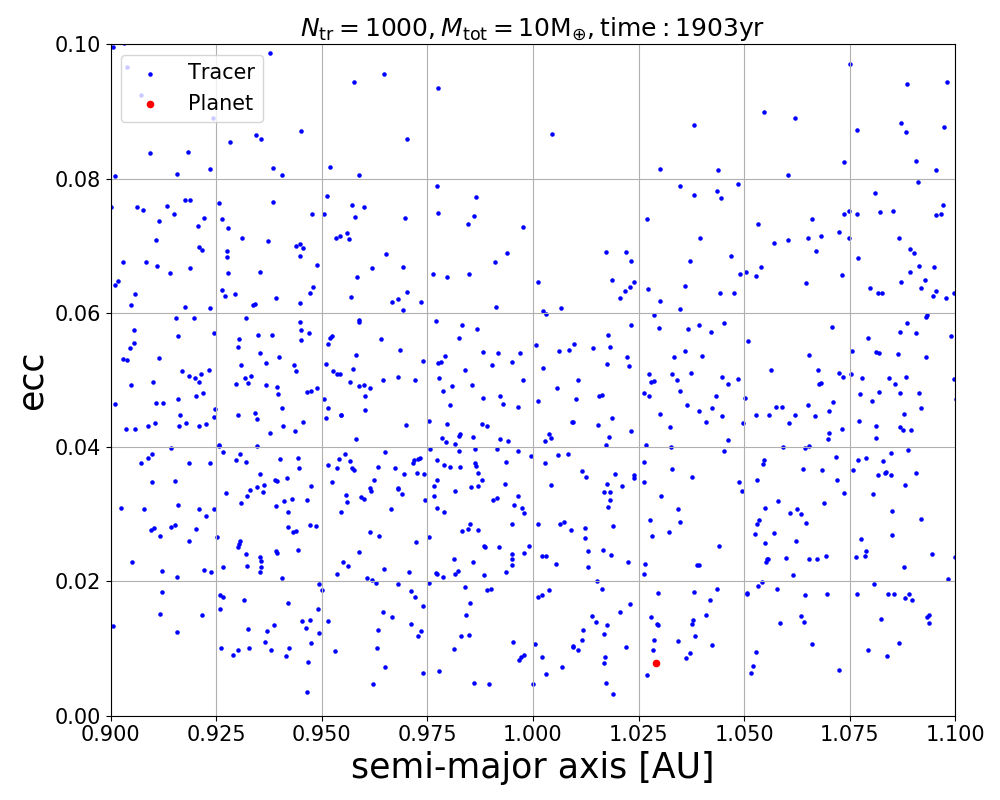 N_tr = 1000, M_tot = 10M_⊕, time : 1903yr
Tracer
Planet
ecc
0.10
0.08
0.06
0.04
0.02
0.00
0.900 0.925 0.950 0.975 1.000 1.025 1.050 1.075 1.100
semi-major axis [AU]